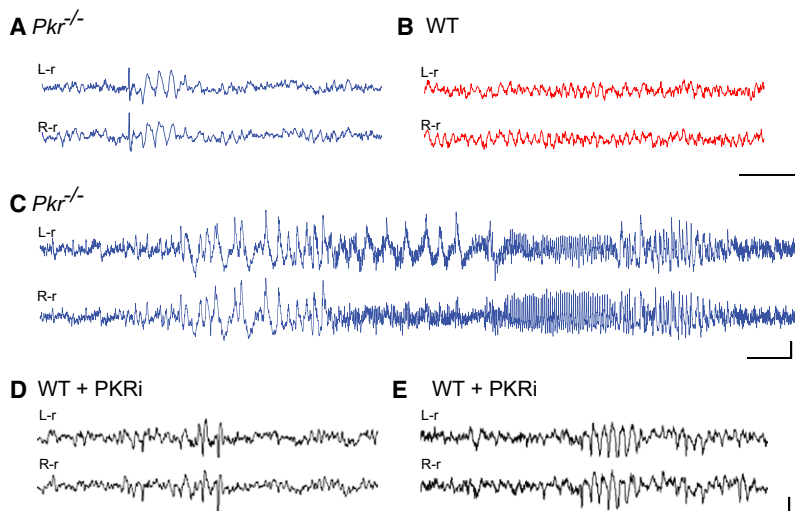 A Pkr-/-
L-r
R-r
B WT
L-r
R-r
C Pkr-/-
L-r
R-r
D WT + PKRi
L-r
R-r
E WT + PKRi
L-r
R-r